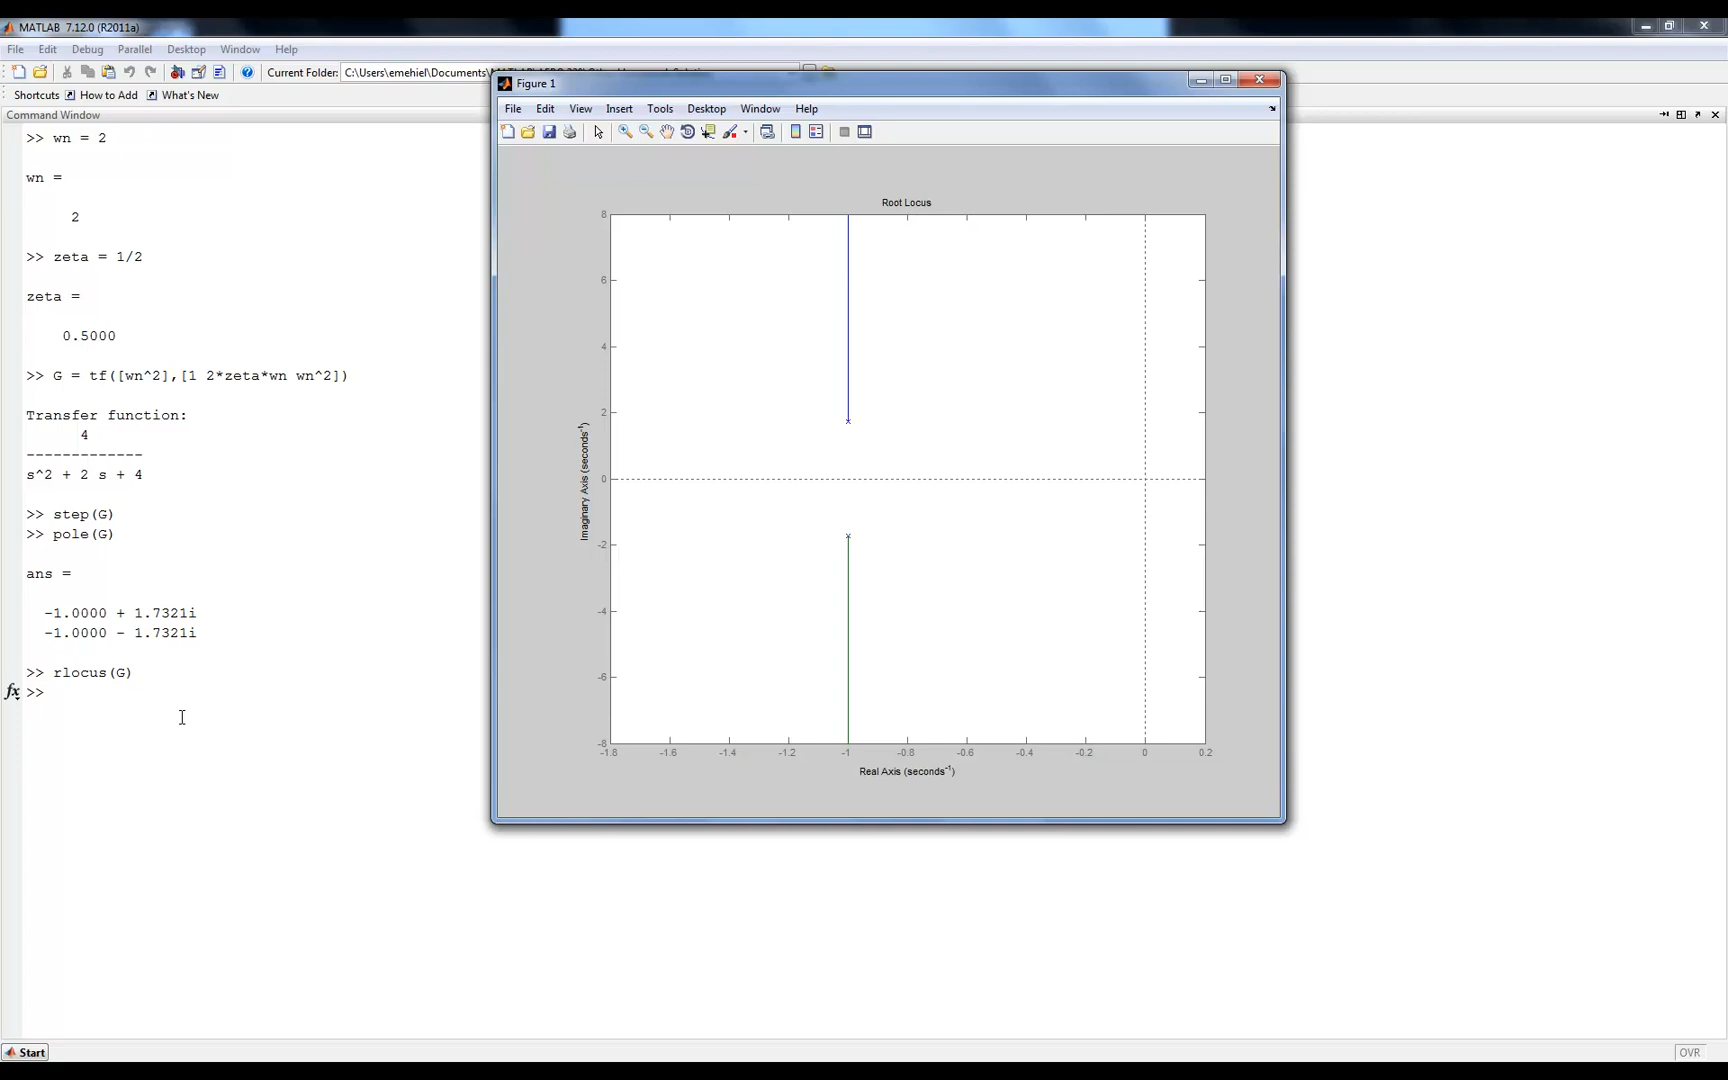 MATLAB 7.12.0 (R2011a)
File Edit Debug Parallel Desktop Window Help
Current Folder: C:\Users\emehiel\Documents\
Shortcuts How to Add What's New
Command Window
>> wn = 2
wn =
2
>> zeta = 1/2
zeta =
0.5000
>> G = tf([wn^2],[1 2*zeta*wn wn^2])
Transfer function:
4
-------------
s^2 + 2 s + 4
>> step(G)
>> pole(G)
ans =
-1.0000 + 1.7321i
-1.0000 - 1.7321i
>> rlocus(G)
fx >>
Figure 1
File Edit View Insert Tools Desktop Window Help
Root Locus
8
6
4
2
0
-2
-4
-6
-8
Imaginary Axis (seconds-1)
-1.8 -1.6 -1.4 -1.2 -1 -0.8 -0.6 -0.4 -0.2 0 0.2
Real Axis (seconds-1)
Start
OVR